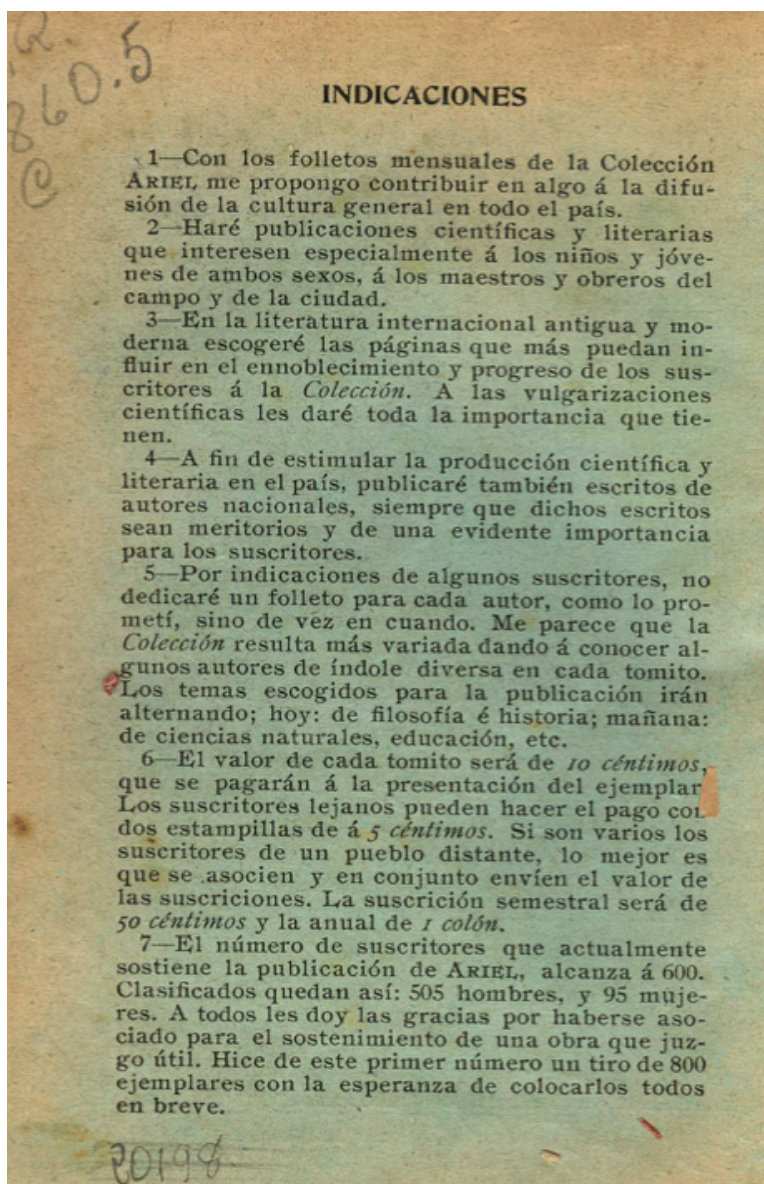 Q.
860.5
C
INDICACIONES
1—Con los folletos mensuales de la Colección
ARIEL me propongo contribuir en algo á la difu-
sión de la cultura general en todo el país.
2—Haré publicaciones científicas y literarias
que interesen especialmente á los niños y jóve-
nes de ambos sexos, á los maestros y obreros del
campo y de la ciudad.
3—En la literatura internacional antigua y mo-
derna escogeré las páginas que más puedan in-
fluir en el ennoblecimiento y progreso de los sus-
critores á la Colección. A las vulgarizaciones
científicas les daré toda la importancia que tie-
nen.
4—A fin de estimular la producción científica y
literaria en el país, publicaré también escritos de
autores nacionales, siempre que dichos escritos
sean meritorios y de una evidente importancia
para los suscritores.
5—Por indicaciones de algunos suscritores, no
dedicaré un folleto para cada autor, como lo pro-
metí, sino de vez en cuando. Me parece que la
Colección resulta más variada dando á conocer al-
gunos autores de índole diversa en cada tomito.
Los temas escogidos para la publicación irán
alternando; hoy: de filosofía é historia; mañana:
de ciencias naturales, educación, etc.
6—El valor de cada tomito será de 10 céntimos,
que se pagarán á la presentación del ejemplar
Los suscritores lejanos pueden hacer el pago con
dos estampillas de á 5 céntimos. Si son varios los
suscritores de un pueblo distante, lo mejor es
que se asocien y en conjunto envíen el valor de
las suscriciones. La suscrición semestral será de
50 céntimos y la anual de 1 colón.
7—El número de suscritores que actualmente
sostiene la publicación de ARIEL, alcanza á 600.
Clasificados quedan así: 505 hombres, y 95 muje-
res. A todos les doy las gracias por haberse aso-
ciado para el sostenimiento de una obra que juz-
go útil. Hice de este primer número un tiro de 800
ejemplares con la esperanza de colocarlos todos
en breve.
20198